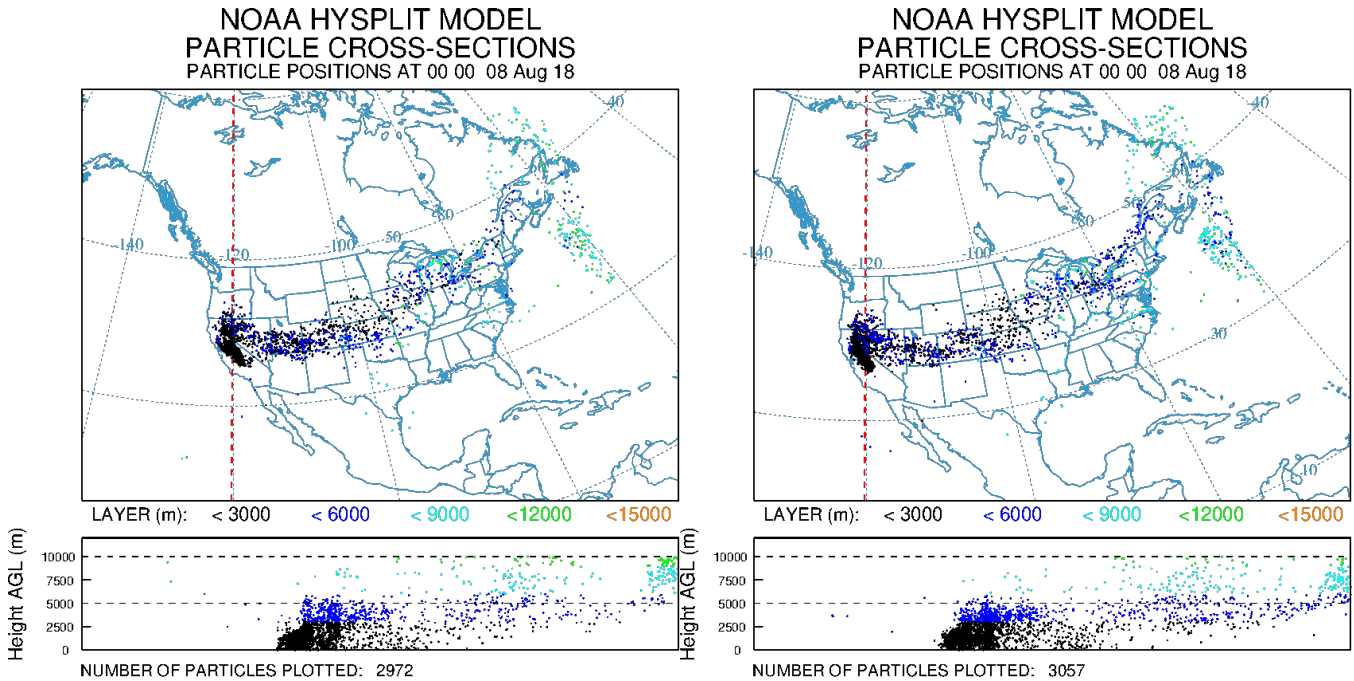 NOAA HYSPLIT MODEL
PARTICLE CROSS-SECTIONS
PARTICLE POSITIONS AT 00 00 08 Aug 18
-40
-60
-80
50
-100
-120
-140
LAYER (m): < 3000 < 6000 < 9000 <12000 <15000
Height AGL (m)
10000
7500
5000
2500
0
NUMBER OF PARTICLES PLOTTED: 2972
NOAA HYSPLIT MODEL
PARTICLE CROSS-SECTIONS
PARTICLE POSITIONS AT 00 00 08 Aug 18
-40
-60
50
-80
-100
-120
-140
30
10
LAYER (m): < 3000 < 6000 < 9000 <12000 <15000
Height AGL (m)
10000
7500
5000
2500
0
NUMBER OF PARTICLES PLOTTED: 3057